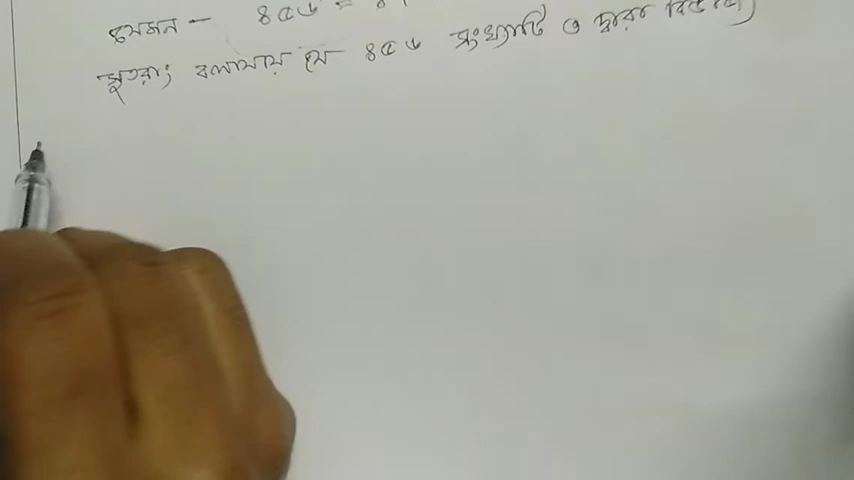 যেমন — ৪৫৬ =
সুতরাং বলা যায় যে ৪৫৬ সংখ্যাটি ৩ দ্বারা বিভাজ্য